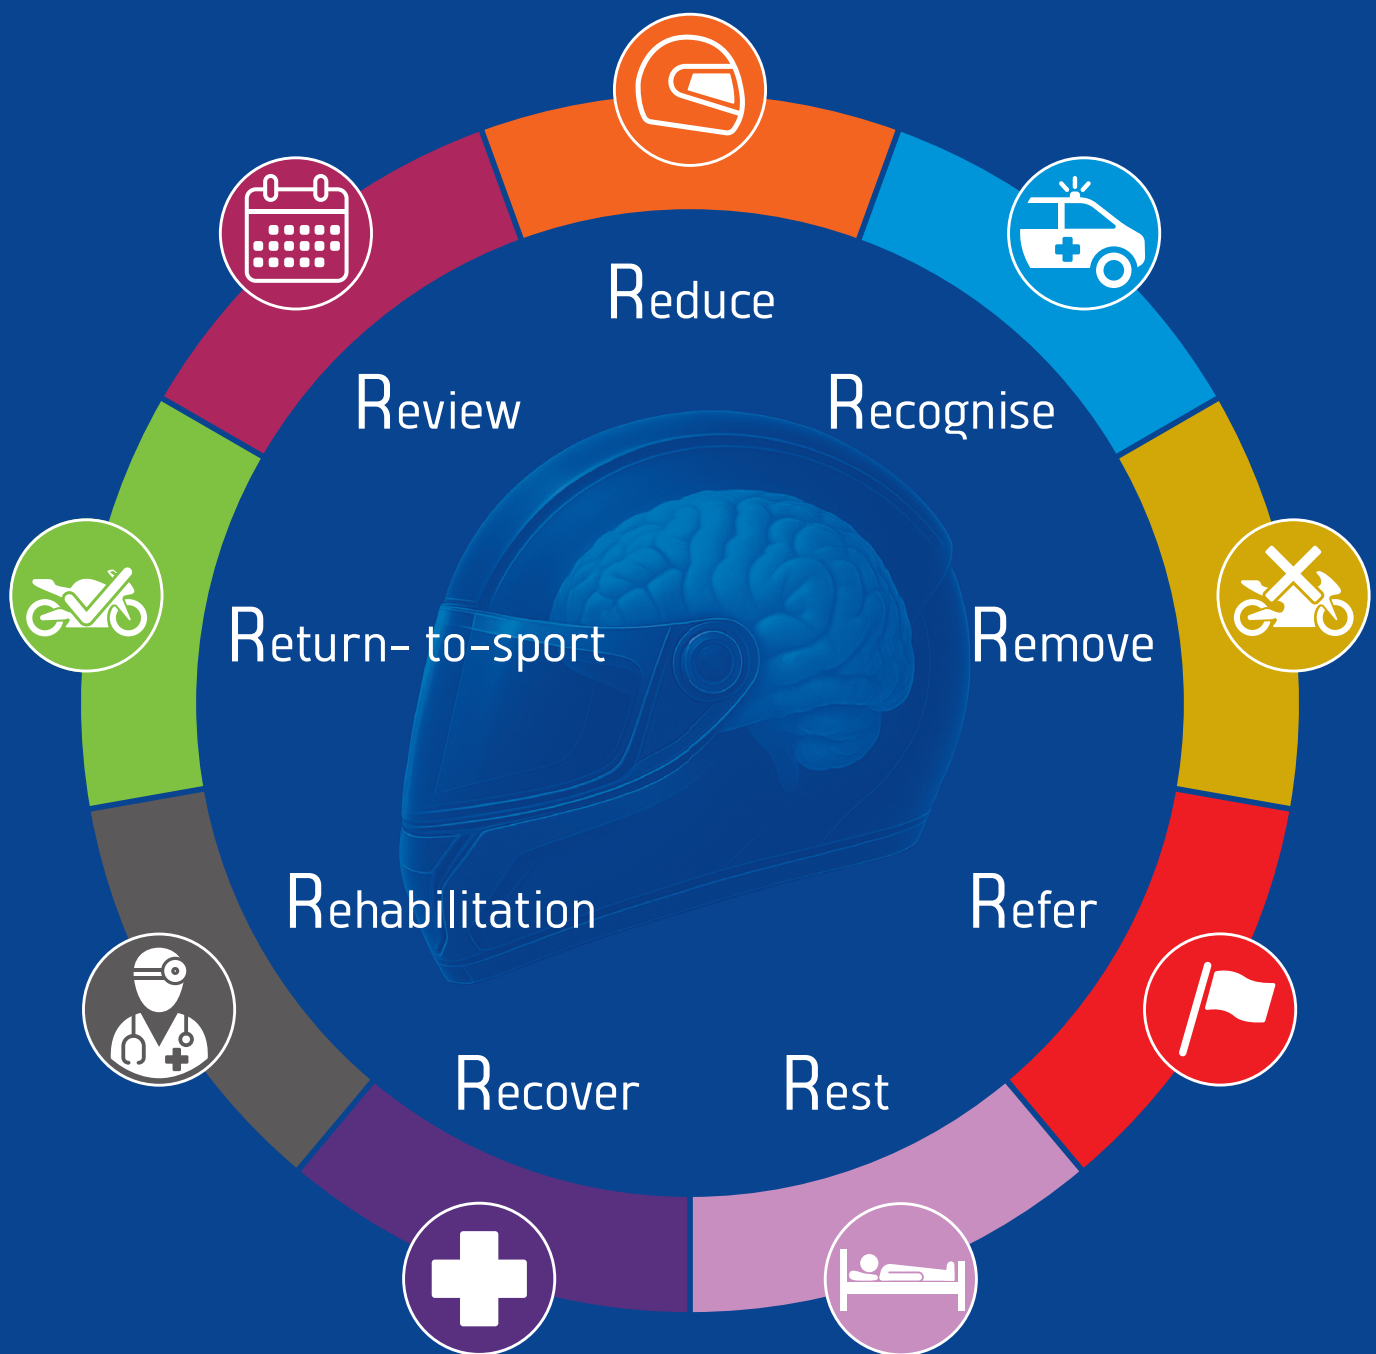 Reduce
Recognise
Remove
Refer
Rest
Recover
Rehabilitation
Return- to-sport
Review